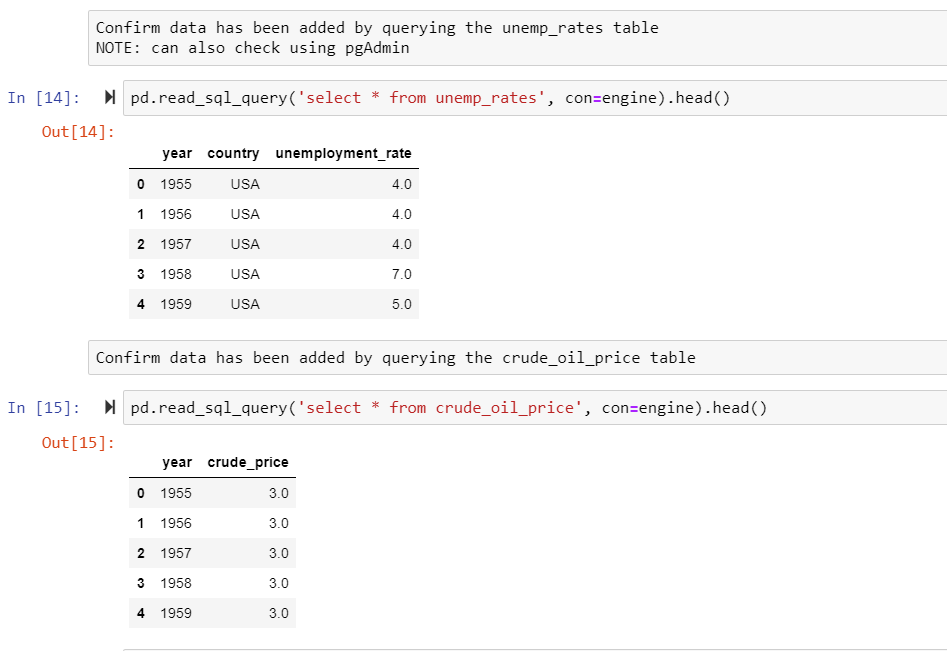 Confirm data has been added by querying the unemp_rates table
NOTE: can also check using pgAdmin
In [14]: pd.read_sql_query('select * from unemp_rates', con=engine).head()
Out[14]:
year country unemployment_rate
0 1955 USA 4.0
1 1956 USA 4.0
2 1957 USA 4.0
3 1958 USA 7.0
4 1959 USA 5.0
Confirm data has been added by querying the crude_oil_price table
In [15]: pd.read_sql_query('select * from crude_oil_price', con=engine).head()
Out[15]:
year crude_price
0 1955 3.0
1 1956 3.0
2 1957 3.0
3 1958 3.0
4 1959 3.0